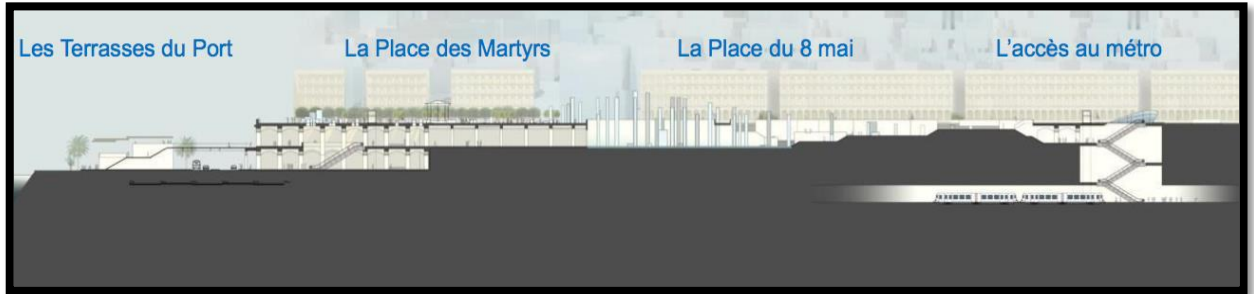 Les Terrasses du Port
La Place des Martyrs
La Place du 8 mai
L'accès au métro